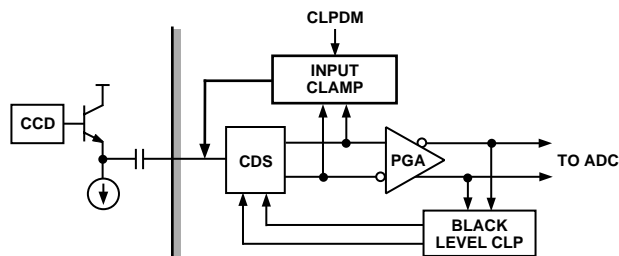 CLPDM
INPUT
CLAMP
CCD
CDS
PGA
TO ADC
BLACK
LEVEL CLP